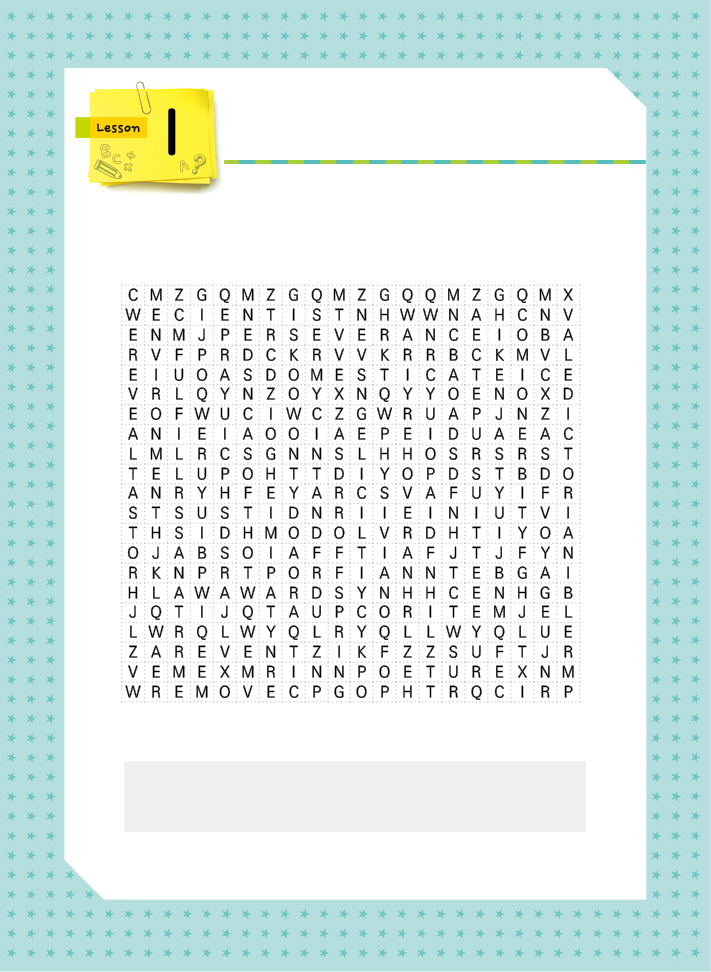 Lesson
1
C M Z G Q M Z G Q M Z G Q Q M Z G Q M X
W E C I E N T I S T N H W W N A H C N V
E N M J P E R S E V E R A N C E I O B A
R V F P R D C K R V V K R R B C K M V L
E I U O A S D O M E S T I C A T E I C E
V R L Q Y N Z O Y X N Q Y Y O E N O X D
E O F W U C I W C Z G W R U A P J N Z I
A N I E I A O O I A E P E I D U A E A C
L M L R C S G N N S L H H O S R S R S T
T E L U P O H T T D I Y O P D S T B D O
A N R Y H F E Y A R C S V A F U Y I F R
S T S U S T I D N R I I E I N I U T V I
T H S I D H M O D O L V R D H T I Y O A
O J A B S O I A F F T I A F J T J F Y N
R K N P R T P O R F I A N N T E B G A I
H L A W A W A R D S Y N H H C E N H G B
J Q T I J Q T A U P C O R I T E M J E L
L W R Q L W Y Q L R Y Q L L W Y Q L U E
Z A R E V E N T Z I K F Z Z S U F T J R
V E M E X M R I N N P O E T U R E X N M
W R E M O V E C P G O P H T R Q C I R P